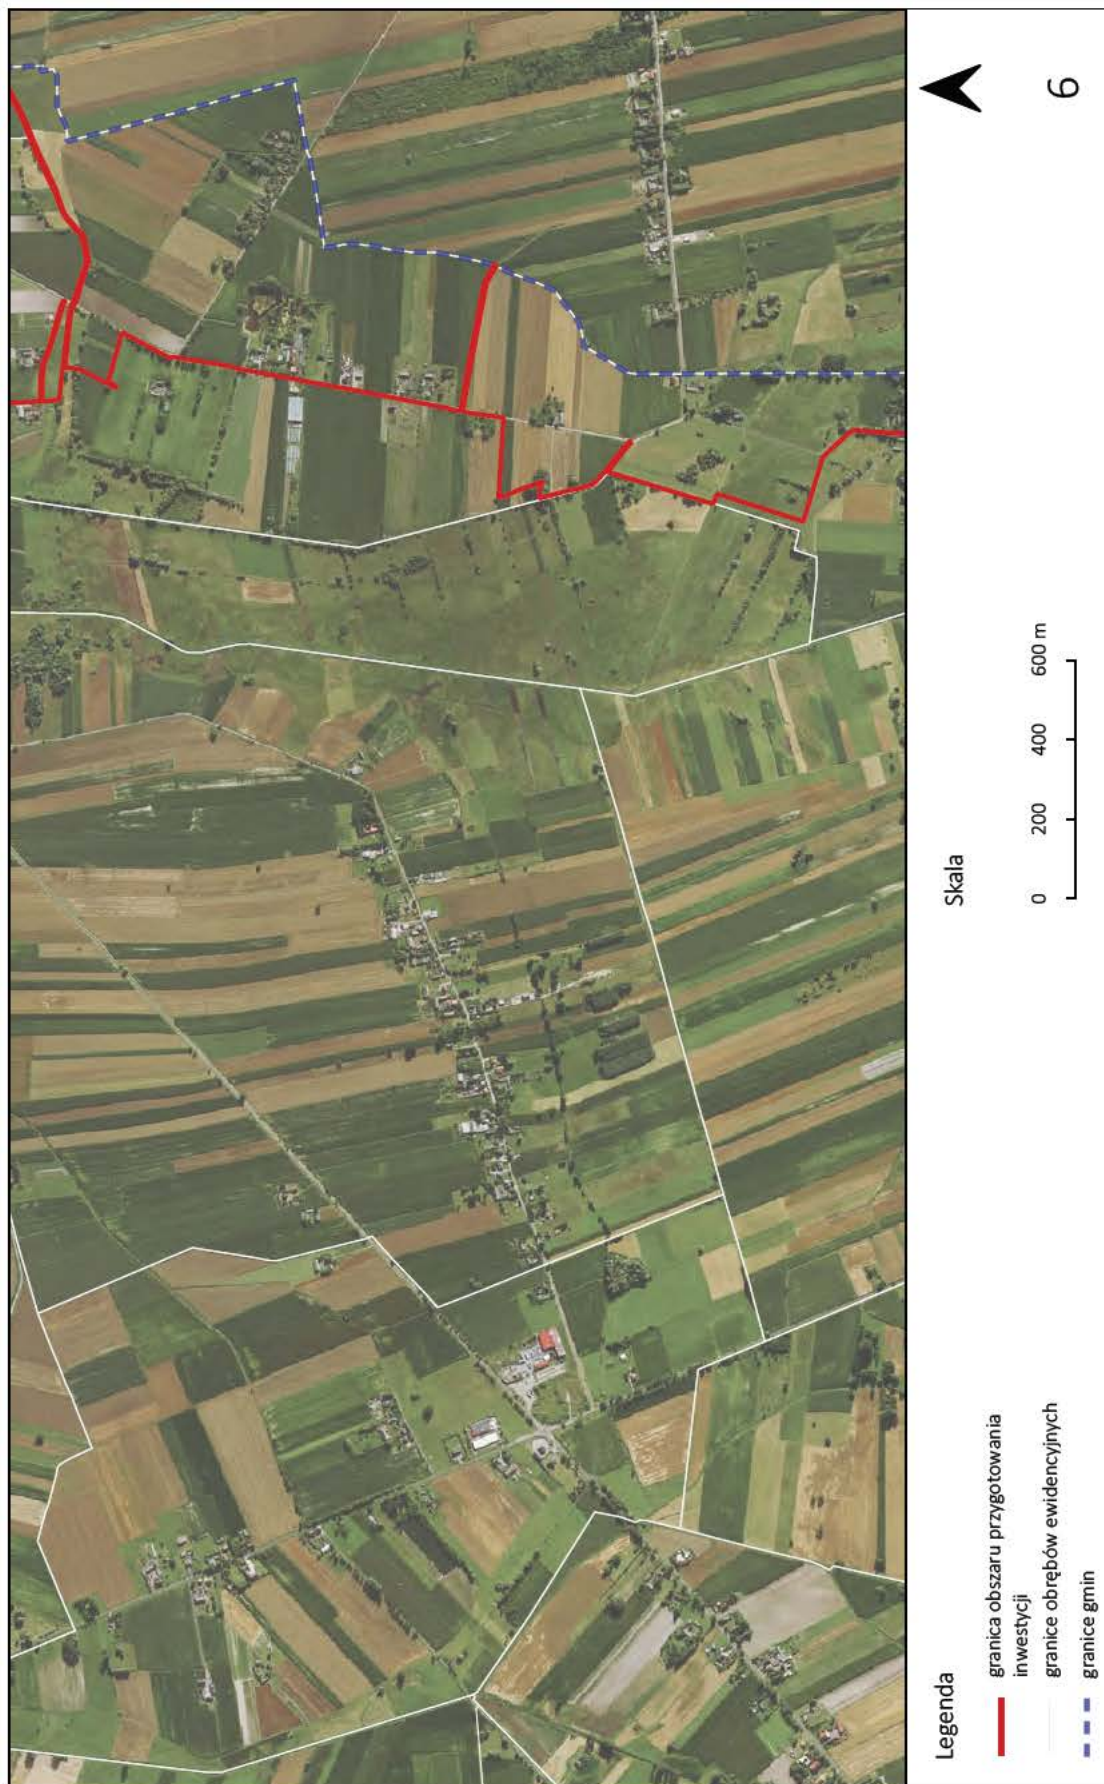 Legenda
granica obszaru przygotowania
inwestycji
granice obrębów ewidencyjnych
granice gmin
Skala
0 200 400 600 m
6